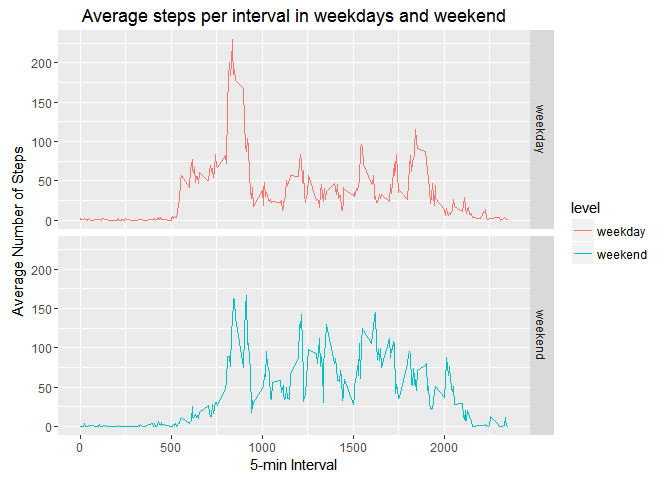 Average steps per interval in weekdays and weekend
Average Number of Steps
200
150
100
50
0
weekday
200
150
100
50
0
weekend
0 500 1000 1500 2000
5-min Interval
level
weekday
weekend